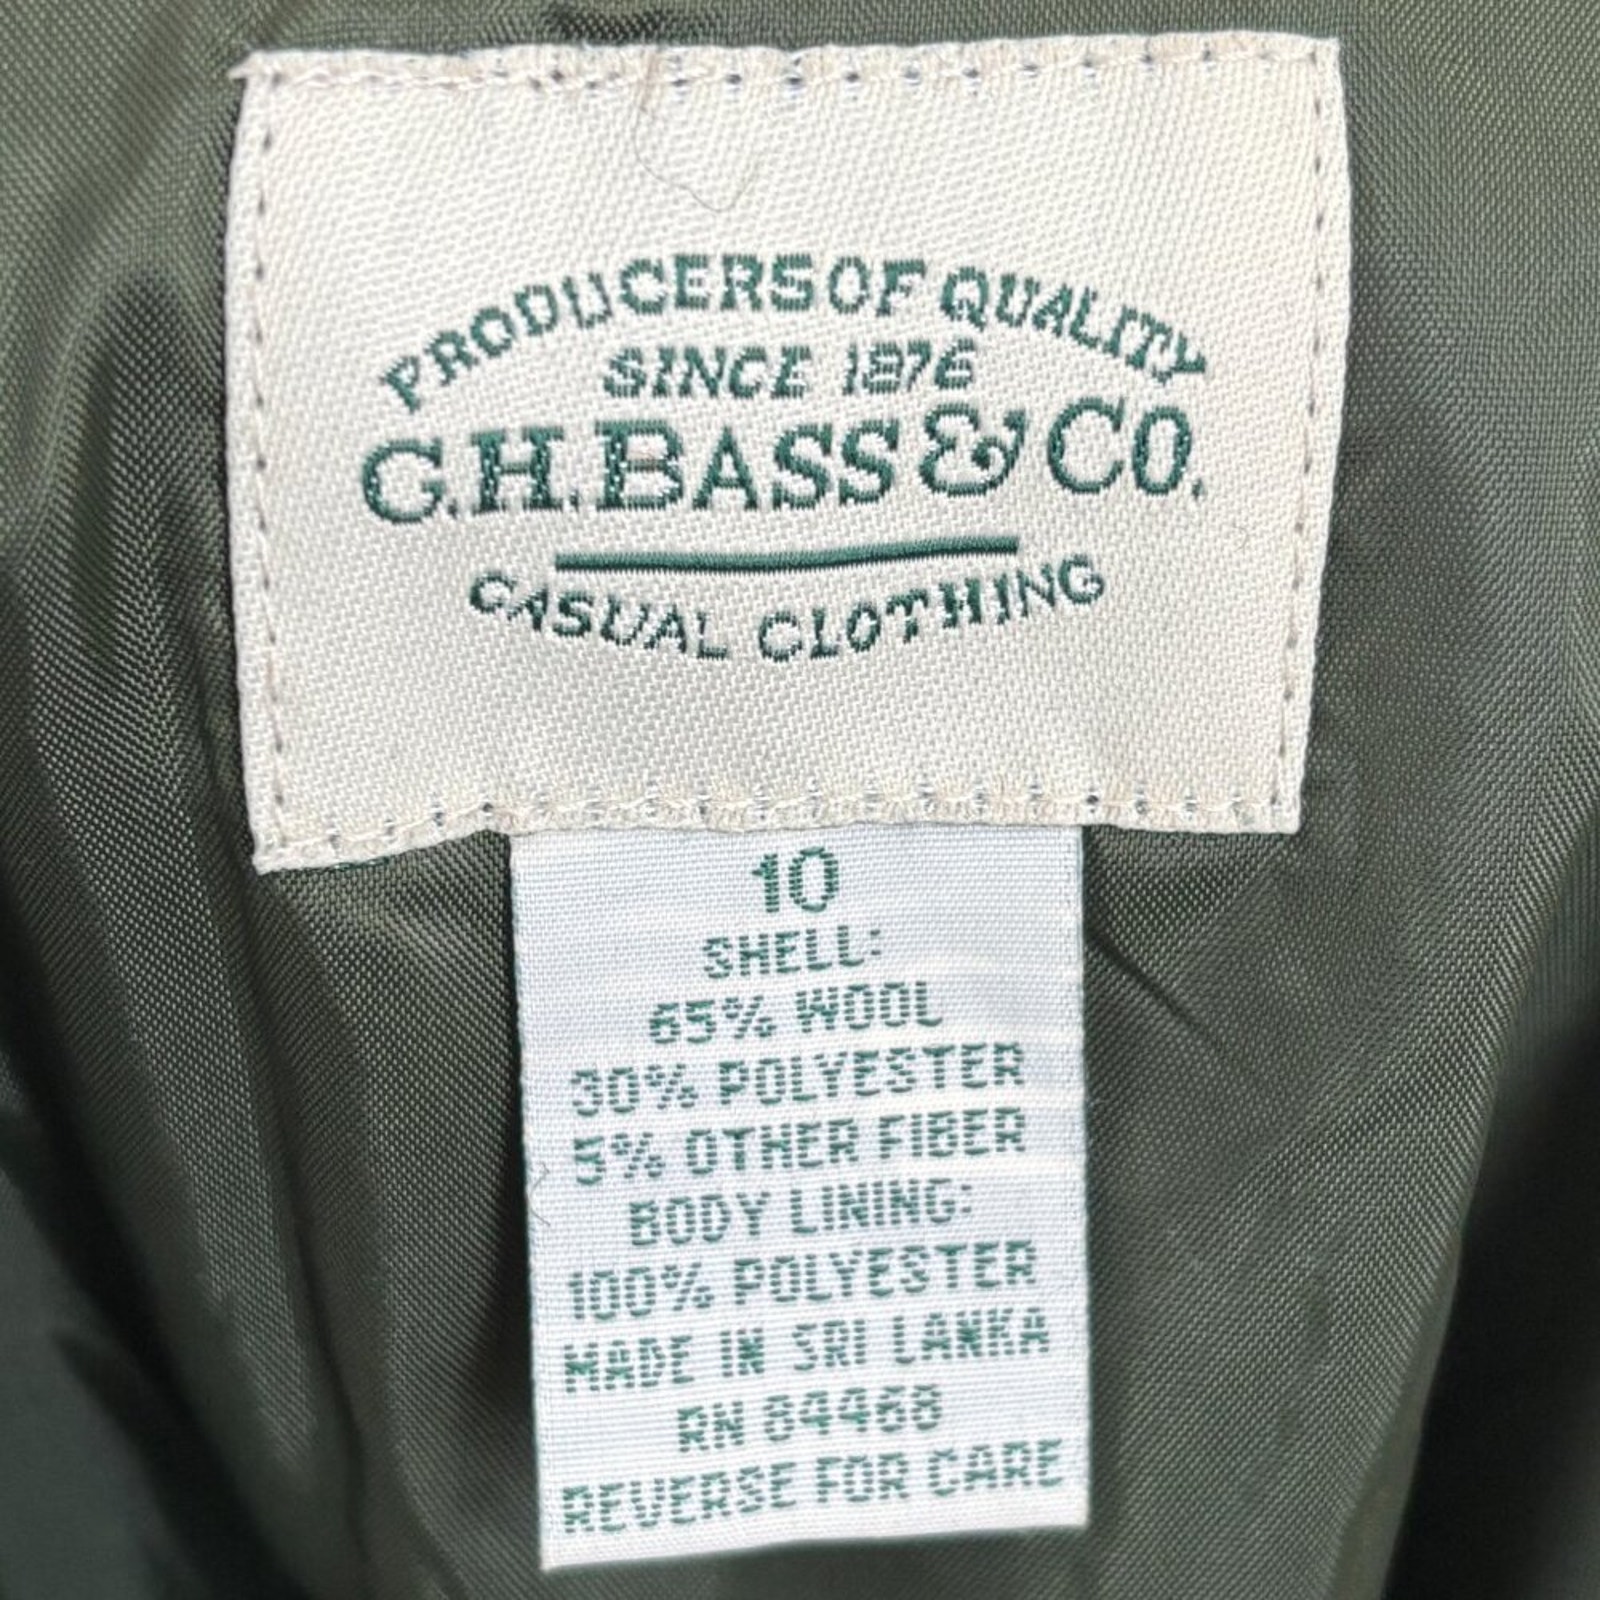 PRODUCERS OF QUALITY
SINCE 1876
G.H. BASS & CO.
CASUAL CLOTHING
10
SHELL:
65% WOOL
30% POLYESTER
5% OTHER FIBER
BODY LINING:
100% POLYESTER
MADE IN SRI LANKA
RN 84468
REVERSE FOR CARE